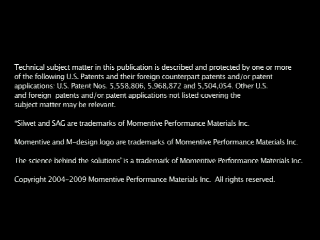 Technical subject matter in this publication is described and protected by one or more
of the following U.S. Patents and their foreign counterpart patents and/or patent
applications: U.S. Patent Nos. 5,558,806, 5,968,872 and 5,504,054. Other U.S.
and foreign patents and/or patent applications not listed covering the
subject matter may be relevant.
*Silwet and SAG are trademarks of Momentive Performance Materials Inc.
Momentive and M-design logo are trademarks of Momentive Performance Materials Inc.
The science behind the solutions* is a trademark of Momentive Performance Materials Inc.
Copyright 2004-2009 Momentive Performance Materials Inc. All rights reserved.